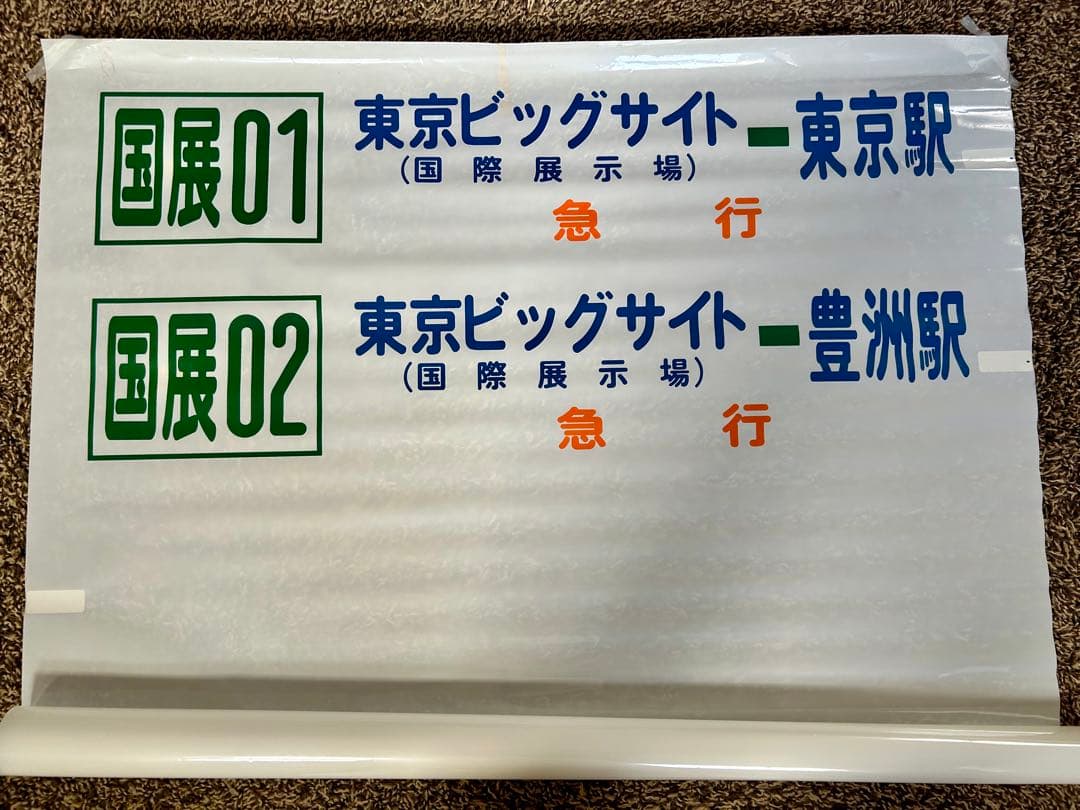 国展01 東京ビッグサイト ━ 東京駅
(国際展示場)
急行
国展02 東京ビッグサイト ━ 豊洲駅
(国際展示場)
急行